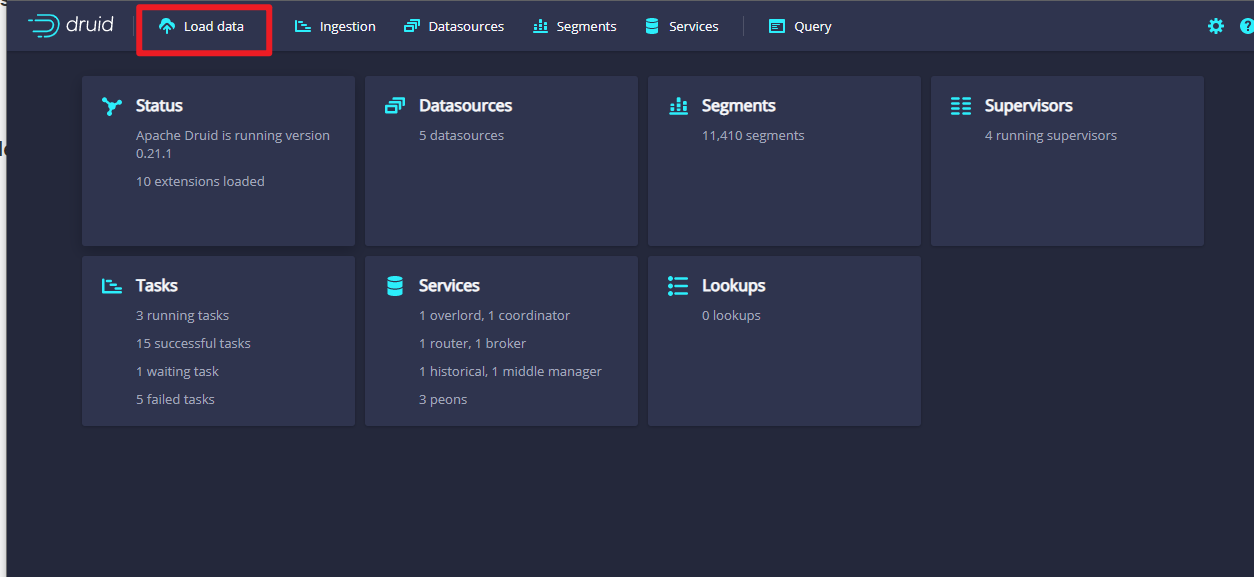 druid Load data Ingestion Datasources Segments Services Query
Status
Apache Druid is running version
0.21.1
10 extensions loaded
Datasources
5 datasources
Segments
11,410 segments
Supervisors
4 running supervisors
Tasks
3 running tasks
15 successful tasks
1 waiting task
5 failed tasks
Services
1 overlord, 1 coordinator
1 router, 1 broker
1 historical, 1 middle manager
3 peons
Lookups
0 lookups